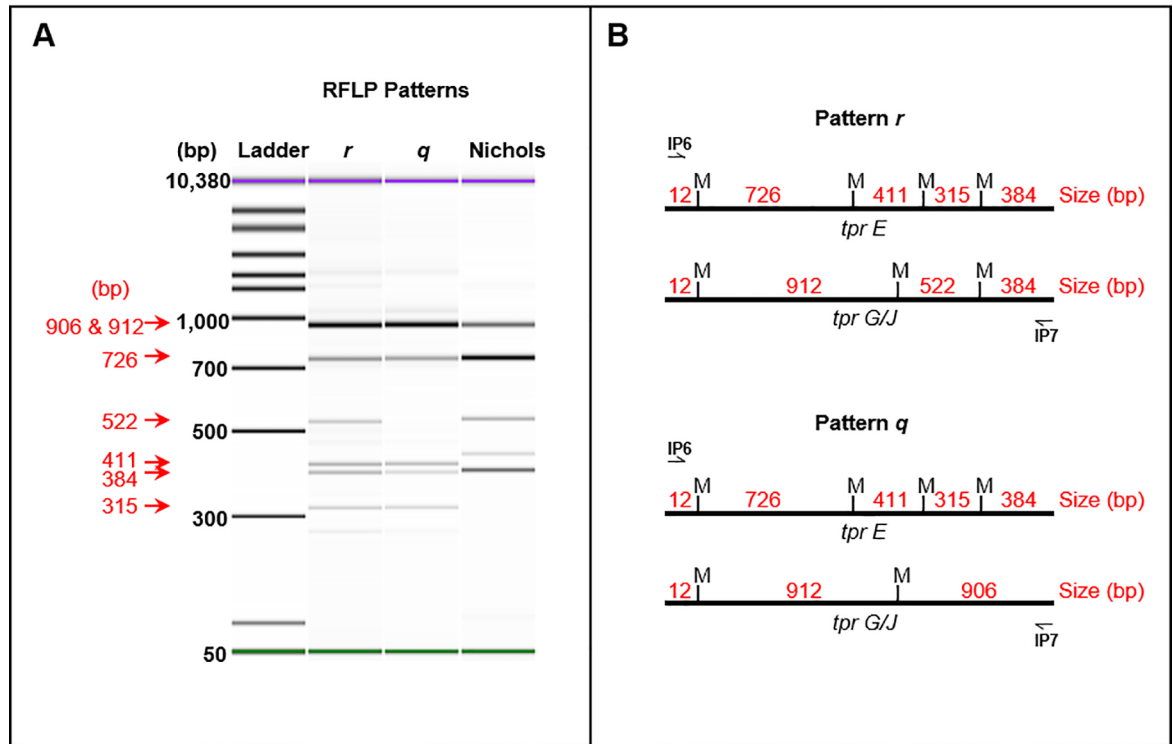 A
RFLP Patterns
(bp) Ladder r q Nichols
10,380
(bp)
906 & 912 1,000
726
700
522
500
411
384
315
300
50
B
Pattern r
IP6
M M M M
12 726 411 315 384 Size (bp)
tpr E
M M M
12 912 522 384 Size (bp)
tpr G/J
IP7
Pattern q
IP6
M M M M
12 726 411 315 384 Size (bp)
tpr E
M M
12 912 906 Size (bp)
tpr G/J
IP7